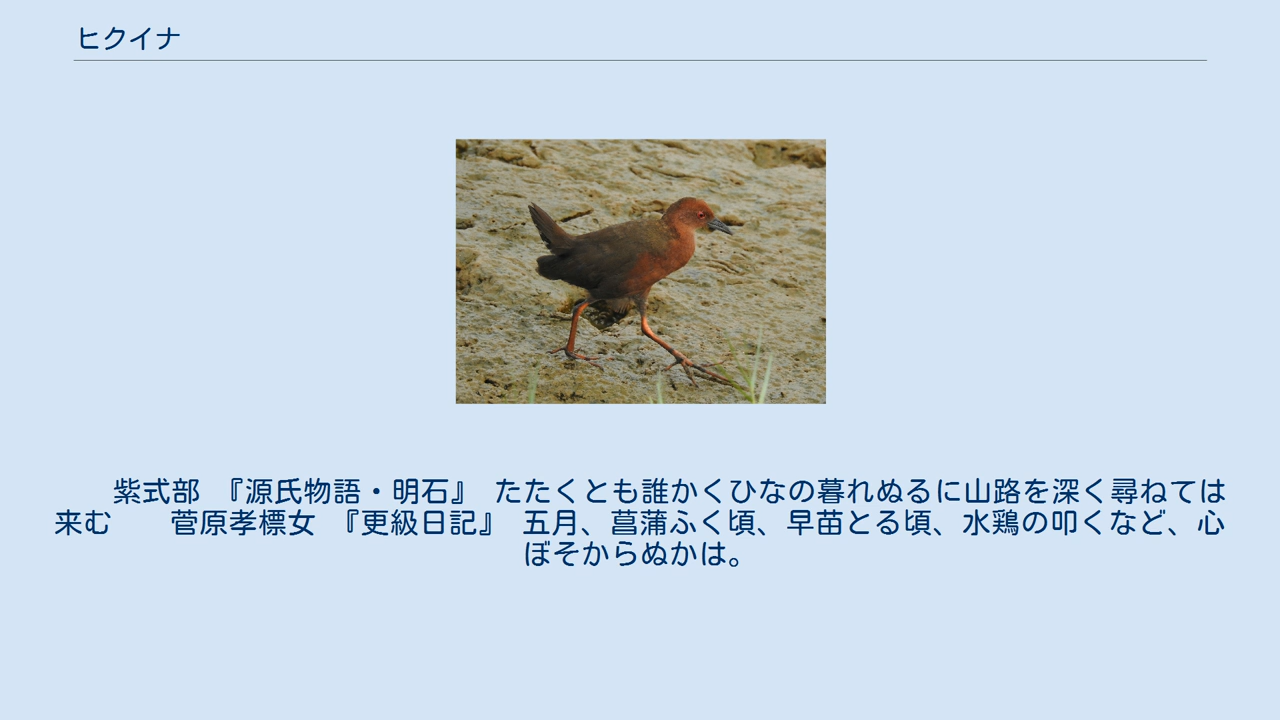 ヒクイナ
紫式部 『源氏物語・明石』 たたくとも誰かくひなの暮れぬるに山路を深く尋ねては
来む　　菅原孝標女 『更級日記』 五月、菖蒲ふく頃、早苗とる頃、水鶏の叩くなど、心
ぼそからぬかは。